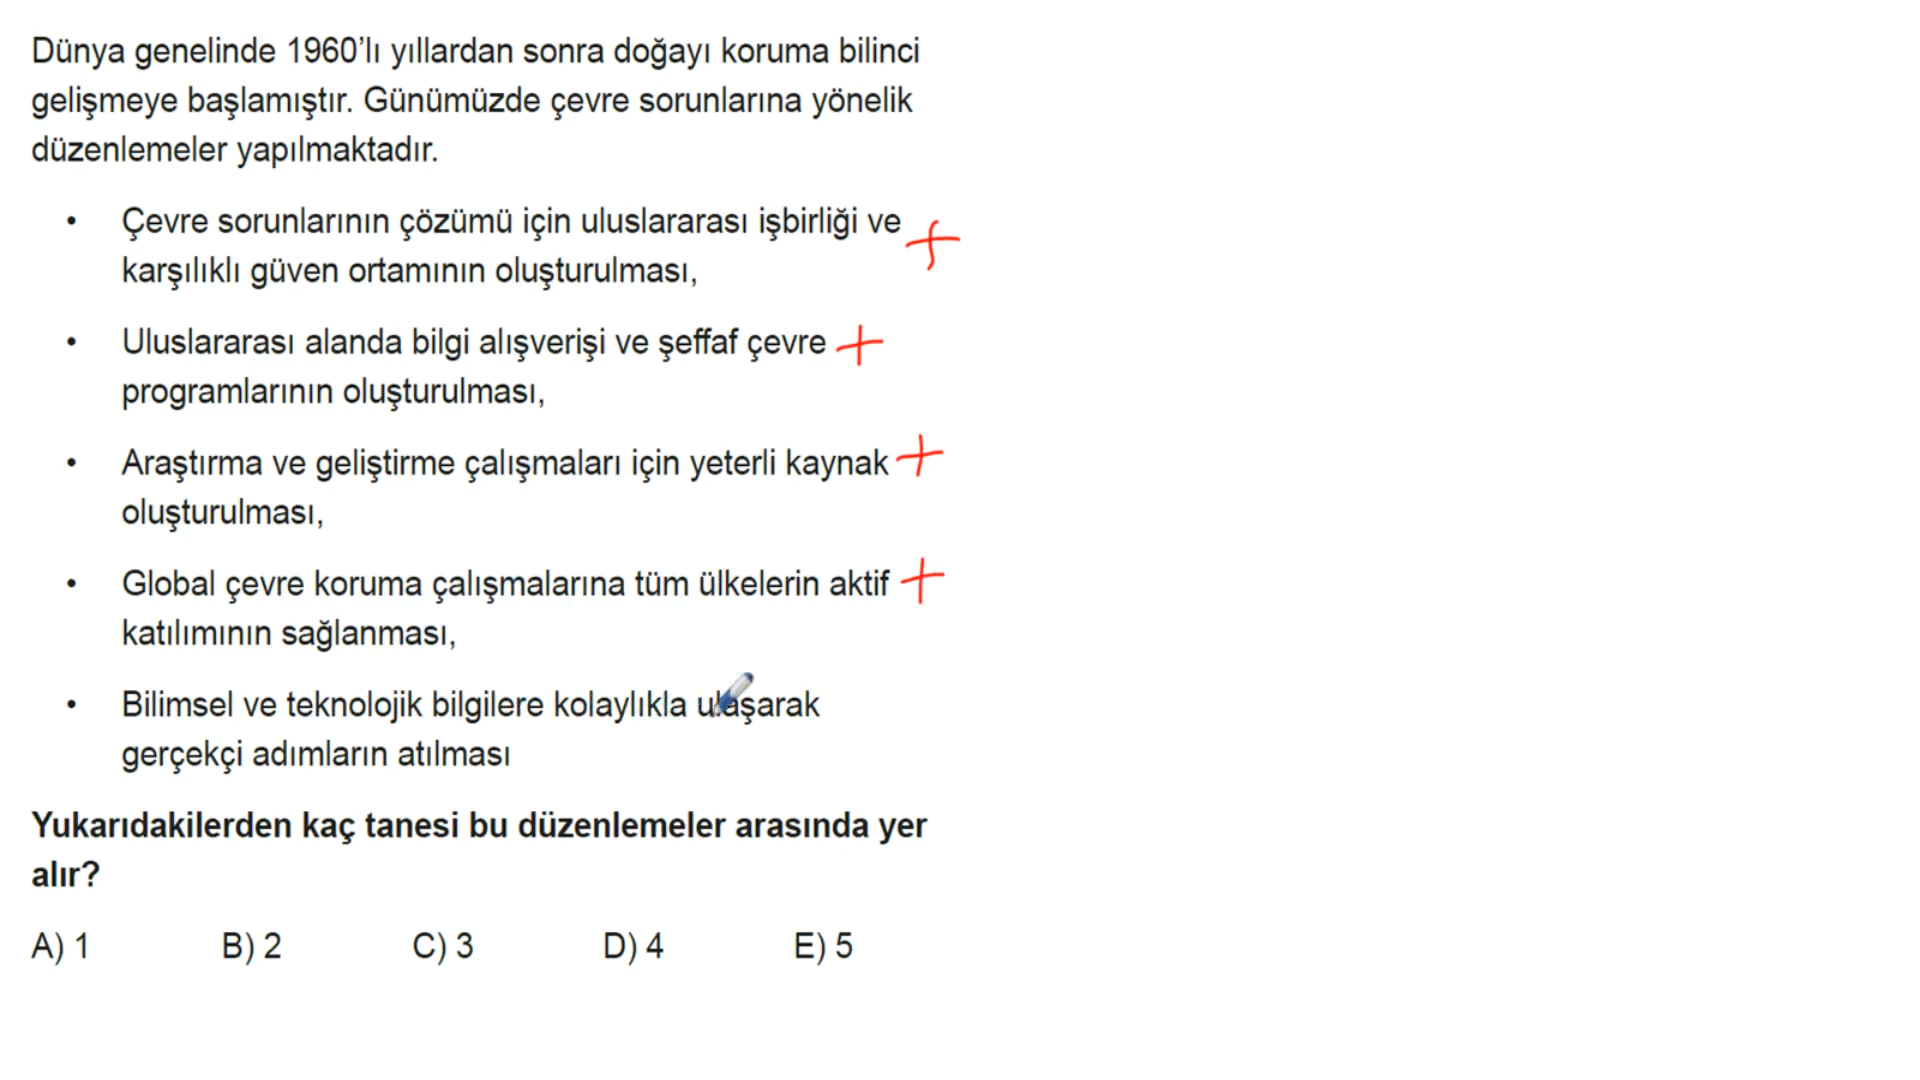 Dünya genelinde 1960’lı yıllardan sonra doğayı koruma bilinci
gelişmeye başlamıştır. Günümüzde çevre sorunlarına yönelik
düzenlemeler yapılmaktadır.
• Çevre sorunlarının çözümü için uluslararası işbirliği ve +
karşılıklı güven ortamının oluşturulması,
• Uluslararası alanda bilgi alışverişi ve şeffaf çevre +
programlarının oluşturulması,
• Araştırma ve geliştirme çalışmaları için yeterli kaynak +
oluşturulması,
• Global çevre koruma çalışmalarına tüm ülkelerin aktif +
katılımının sağlanması,
• Bilimsel ve teknolojik bilgilere kolaylıkla ulaşarak
gerçekçi adımların atılması
Yukarıdakilerden kaç tanesi bu düzenlemeler arasında yer
alır?
A) 1 B) 2 C) 3 D) 4 E) 5